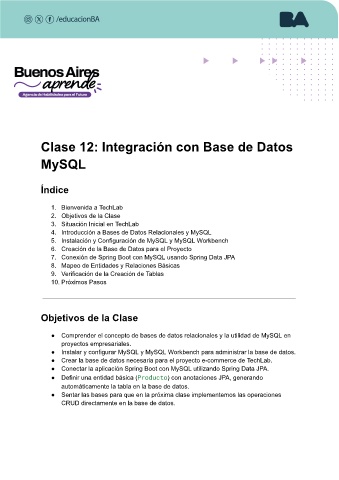 /educacionBA
BA
Buenos Aires
aprende
Agencia de Habilidades para el Futuro
Clase 12: Integración con Base de Datos
MySQL
Índice
1. Bienvenida a TechLab
2. Objetivos de la Clase
3. Situación Inicial en TechLab
4. Introducción a Bases de Datos Relacionales y MySQL
5. Instalación y Configuración de MySQL y MySQL Workbench
6. Creación de la Base de Datos para el Proyecto
7. Conexión de Spring Boot con MySQL usando Spring Data JPA
8. Mapeo de Entidades y Relaciones Básicas
9. Verificación de la Creación de Tablas
10. Próximos Pasos
Objetivos de la Clase
● Comprender el concepto de bases de datos relacionales y la utilidad de MySQL en
proyectos empresariales.
● Instalar y configurar MySQL y MySQL Workbench para administrar la base de datos.
● Crear la base de datos necesaria para el proyecto e-commerce de TechLab.
● Conectar la aplicación Spring Boot con MySQL utilizando Spring Data JPA.
● Definir una entidad básica (Producto) con anotaciones JPA, generando
automáticamente la tabla en la base de datos.
● Sentar las bases para que en la próxima clase implementemos las operaciones
CRUD directamente en la base de datos.